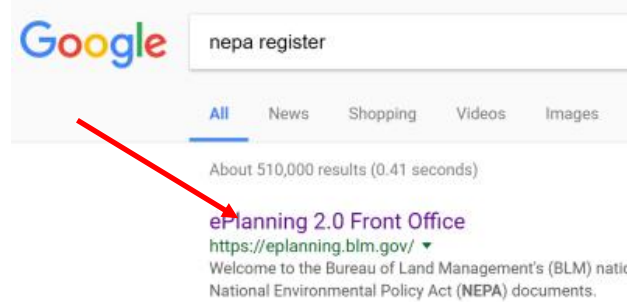 Google
nepa register
All News Shopping Videos Images
About 510,000 results (0.41 seconds)
ePlanning 2.0 Front Office
https://eplanning.blm.gov/
Welcome to the Bureau of Land Management's (BLM)
National Environmental Policy Act (NEPA) documents.